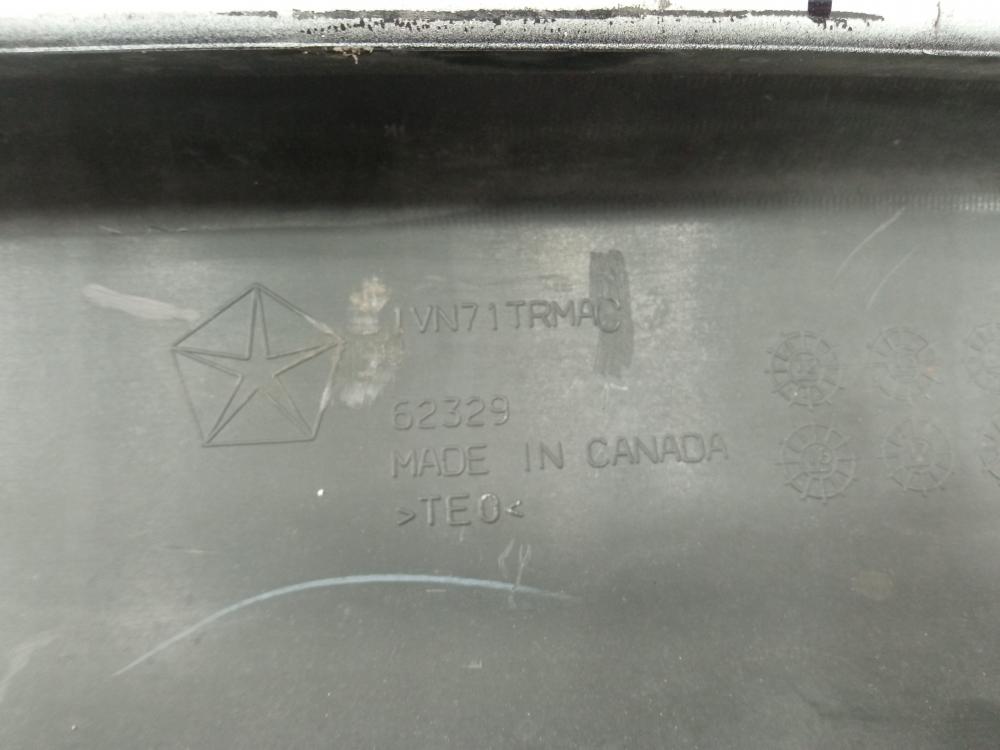 1VN71TRMAC
62329
MADE IN CANADA
>TEO<